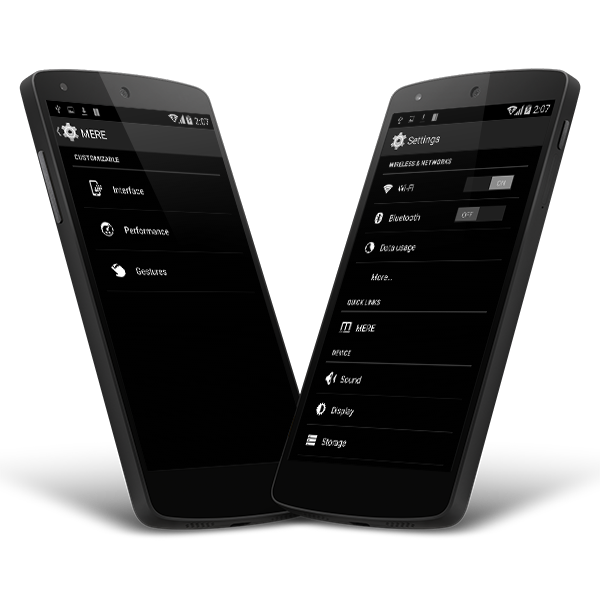 2:07
MERE
CUSTOMIZABLE
Interface
Performance
Gestures
2:07
Settings
WIRELESS & NETWORKS
Wi-Fi
ON
Bluetooth
OFF
Data usage
More...
QUICK LINKS
MERE
DEVICE
Sound
Display
Storage